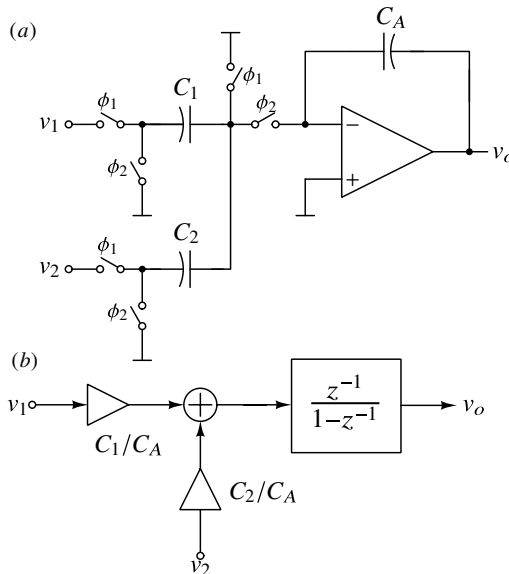 (a)
C_A
ϕ₁
C₁
ϕ₁
ϕ₂
v₁
ϕ₂
−
+
v_o
C₂
ϕ₁
v₂
ϕ₂
(b)
v₁
C₁/C_A
+
z⁻¹
1−z⁻¹
v_o
C₂/C_A
v₂